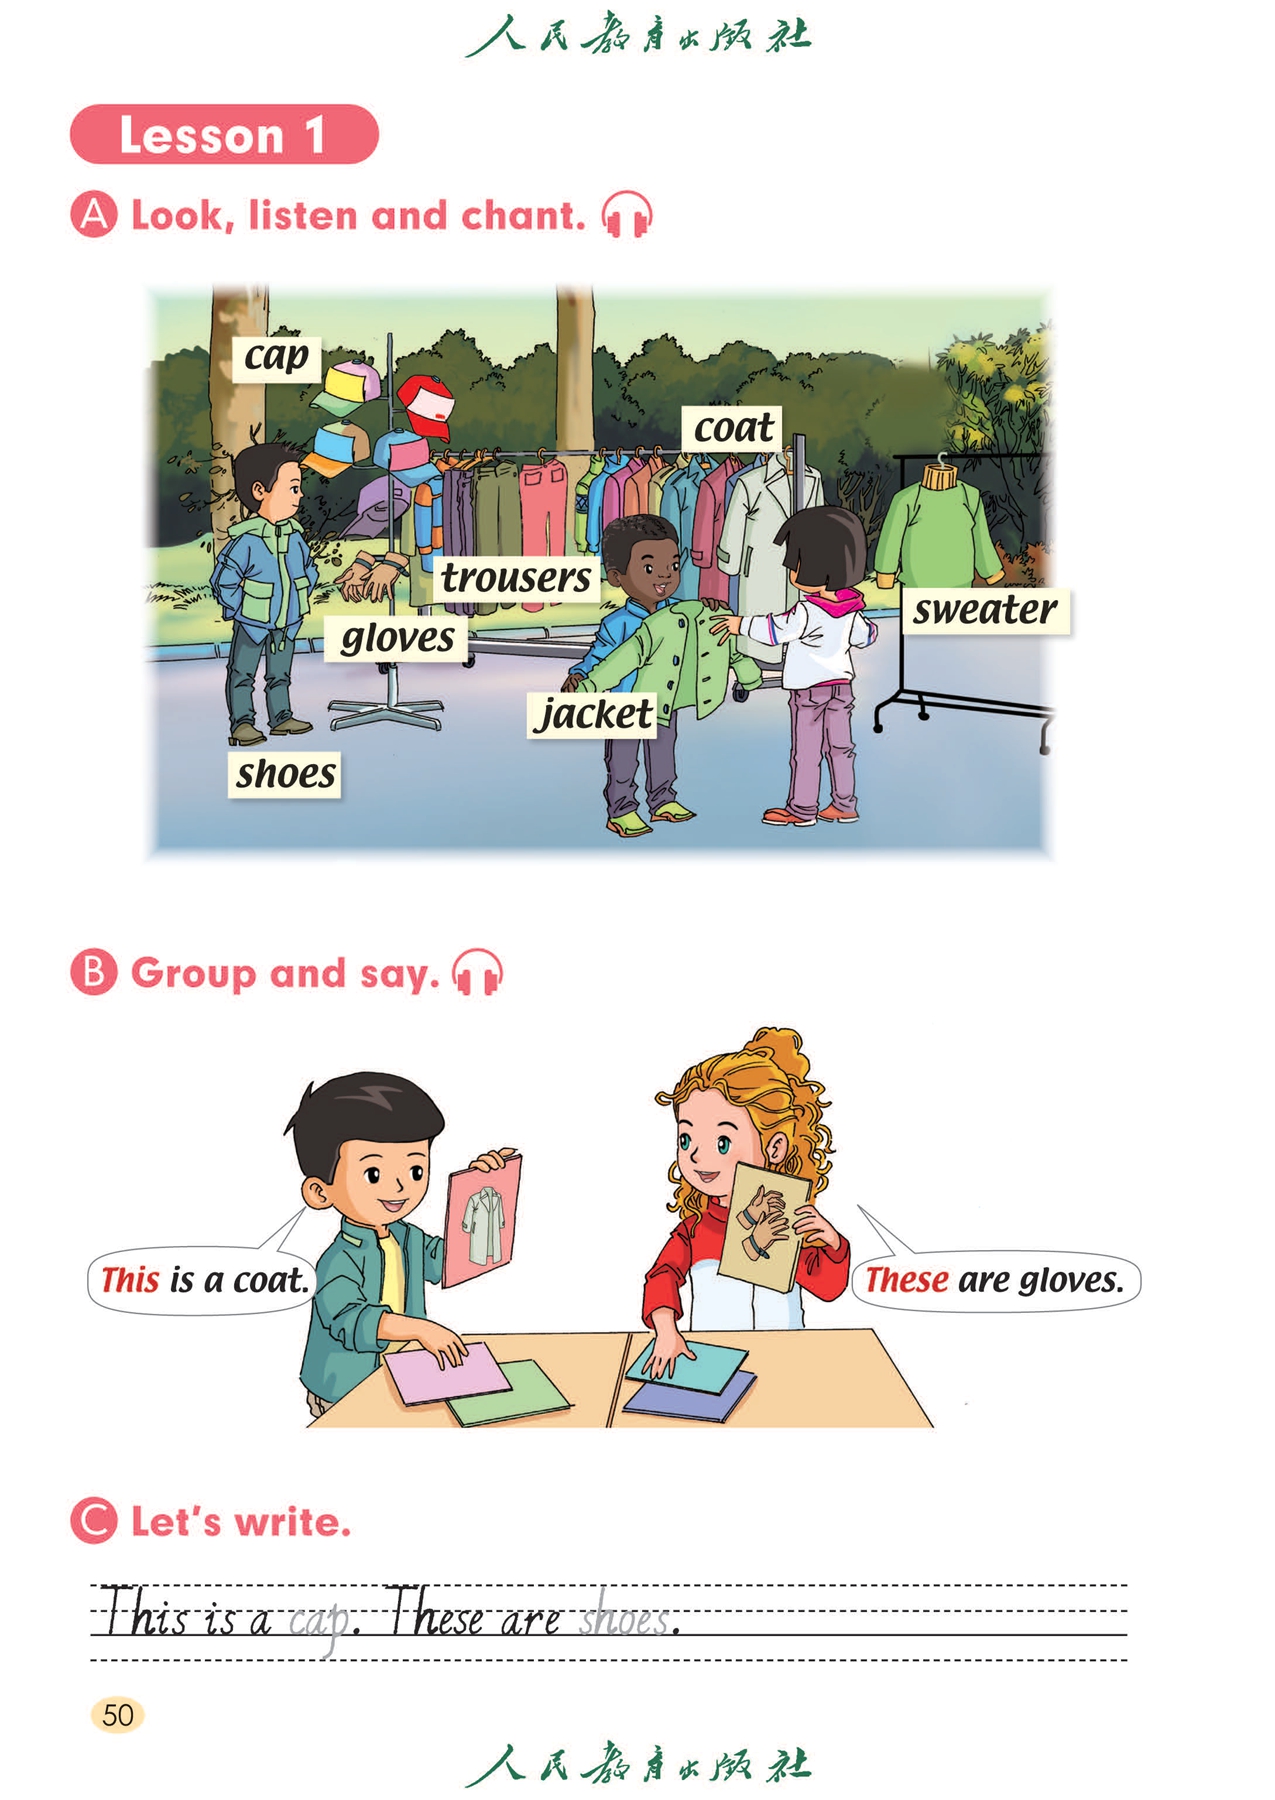 人民教育出版社
Lesson 1
A Look, listen and chant.
cap
coat
trousers
sweater
gloves
jacket
shoes
B Group and say.
This is a coat.
These are gloves.
C Let's write.
This is a cap. These are shoes.
50
人民教育出版社